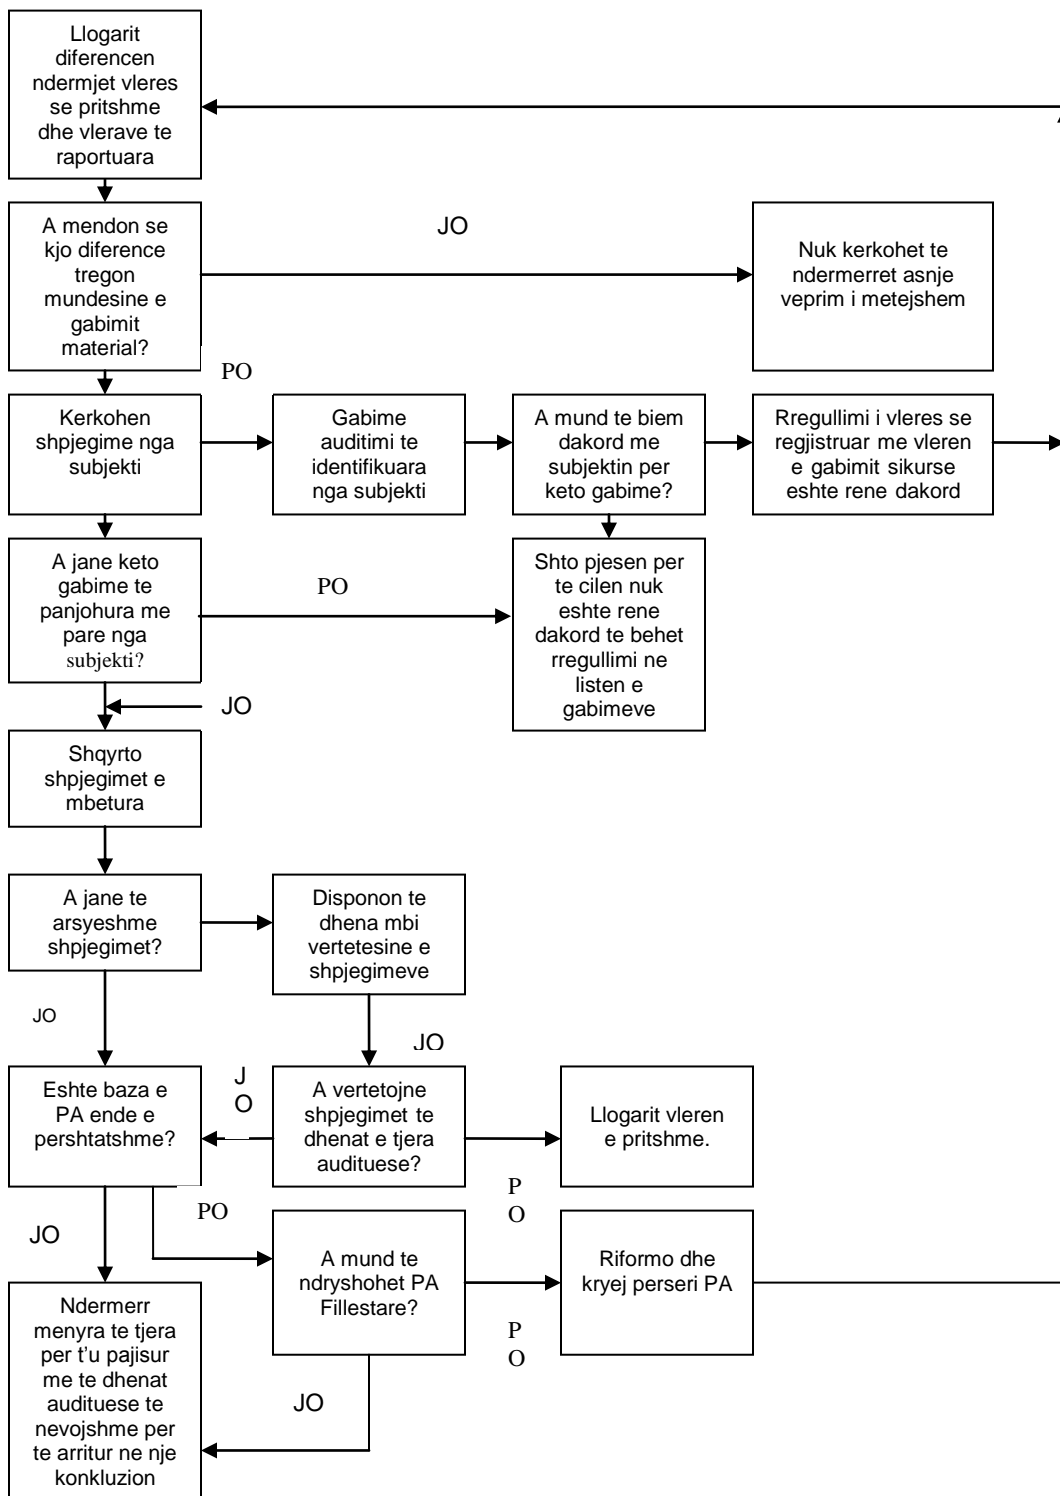 Llogarit
diferencen
ndermjet vleres
se pritshme
dhe vlerave te
raportuara
A mendon se
kjo diference
tregon
mundesine e
gabimit
material?
JO
Nuk kerkohet te
ndermerret asnje
veprim i metejshem
PO
Kerkohen
shpjegime nga
subjekti
Gabime
auditimi te
identifikuara
nga subjekti
A mund te biem
dakord me
subjektin per
keto gabime?
Rregullimi i vleres se
regjistruar me vleren
e gabimit sikurse
eshte rene dakord
A jane keto
gabime te
panjohura me
pare nga
subjekti?
PO
Shto pjesen per
te cilen nuk
eshte rene
dakord te behet
rregullimi ne
listen e
gabimeve
JO
Shqyrto
shpjegimet e
mbetura
A jane te
arsyeshme
shpjegimet?
Disponon te
dhena mbi
vertetesine e
shpjegimeve
JO
JO
Eshte baza e
PA ende e
pershtatshme?
J
O
A vertetojne
shpjegimet te
dhenat e tjera
audituese?
Llogarit vleren
e pritshme.
P
O
PO
JO
A mund te
ndryshohet PA
Fillestare?
Riformo dhe
kryej perseri PA
P
O
Ndermerr
menyra te tjera
per t'u pajisur
me te dhenat
audituese te
nevojshme per
te arritur ne nje
konkluzion
JO